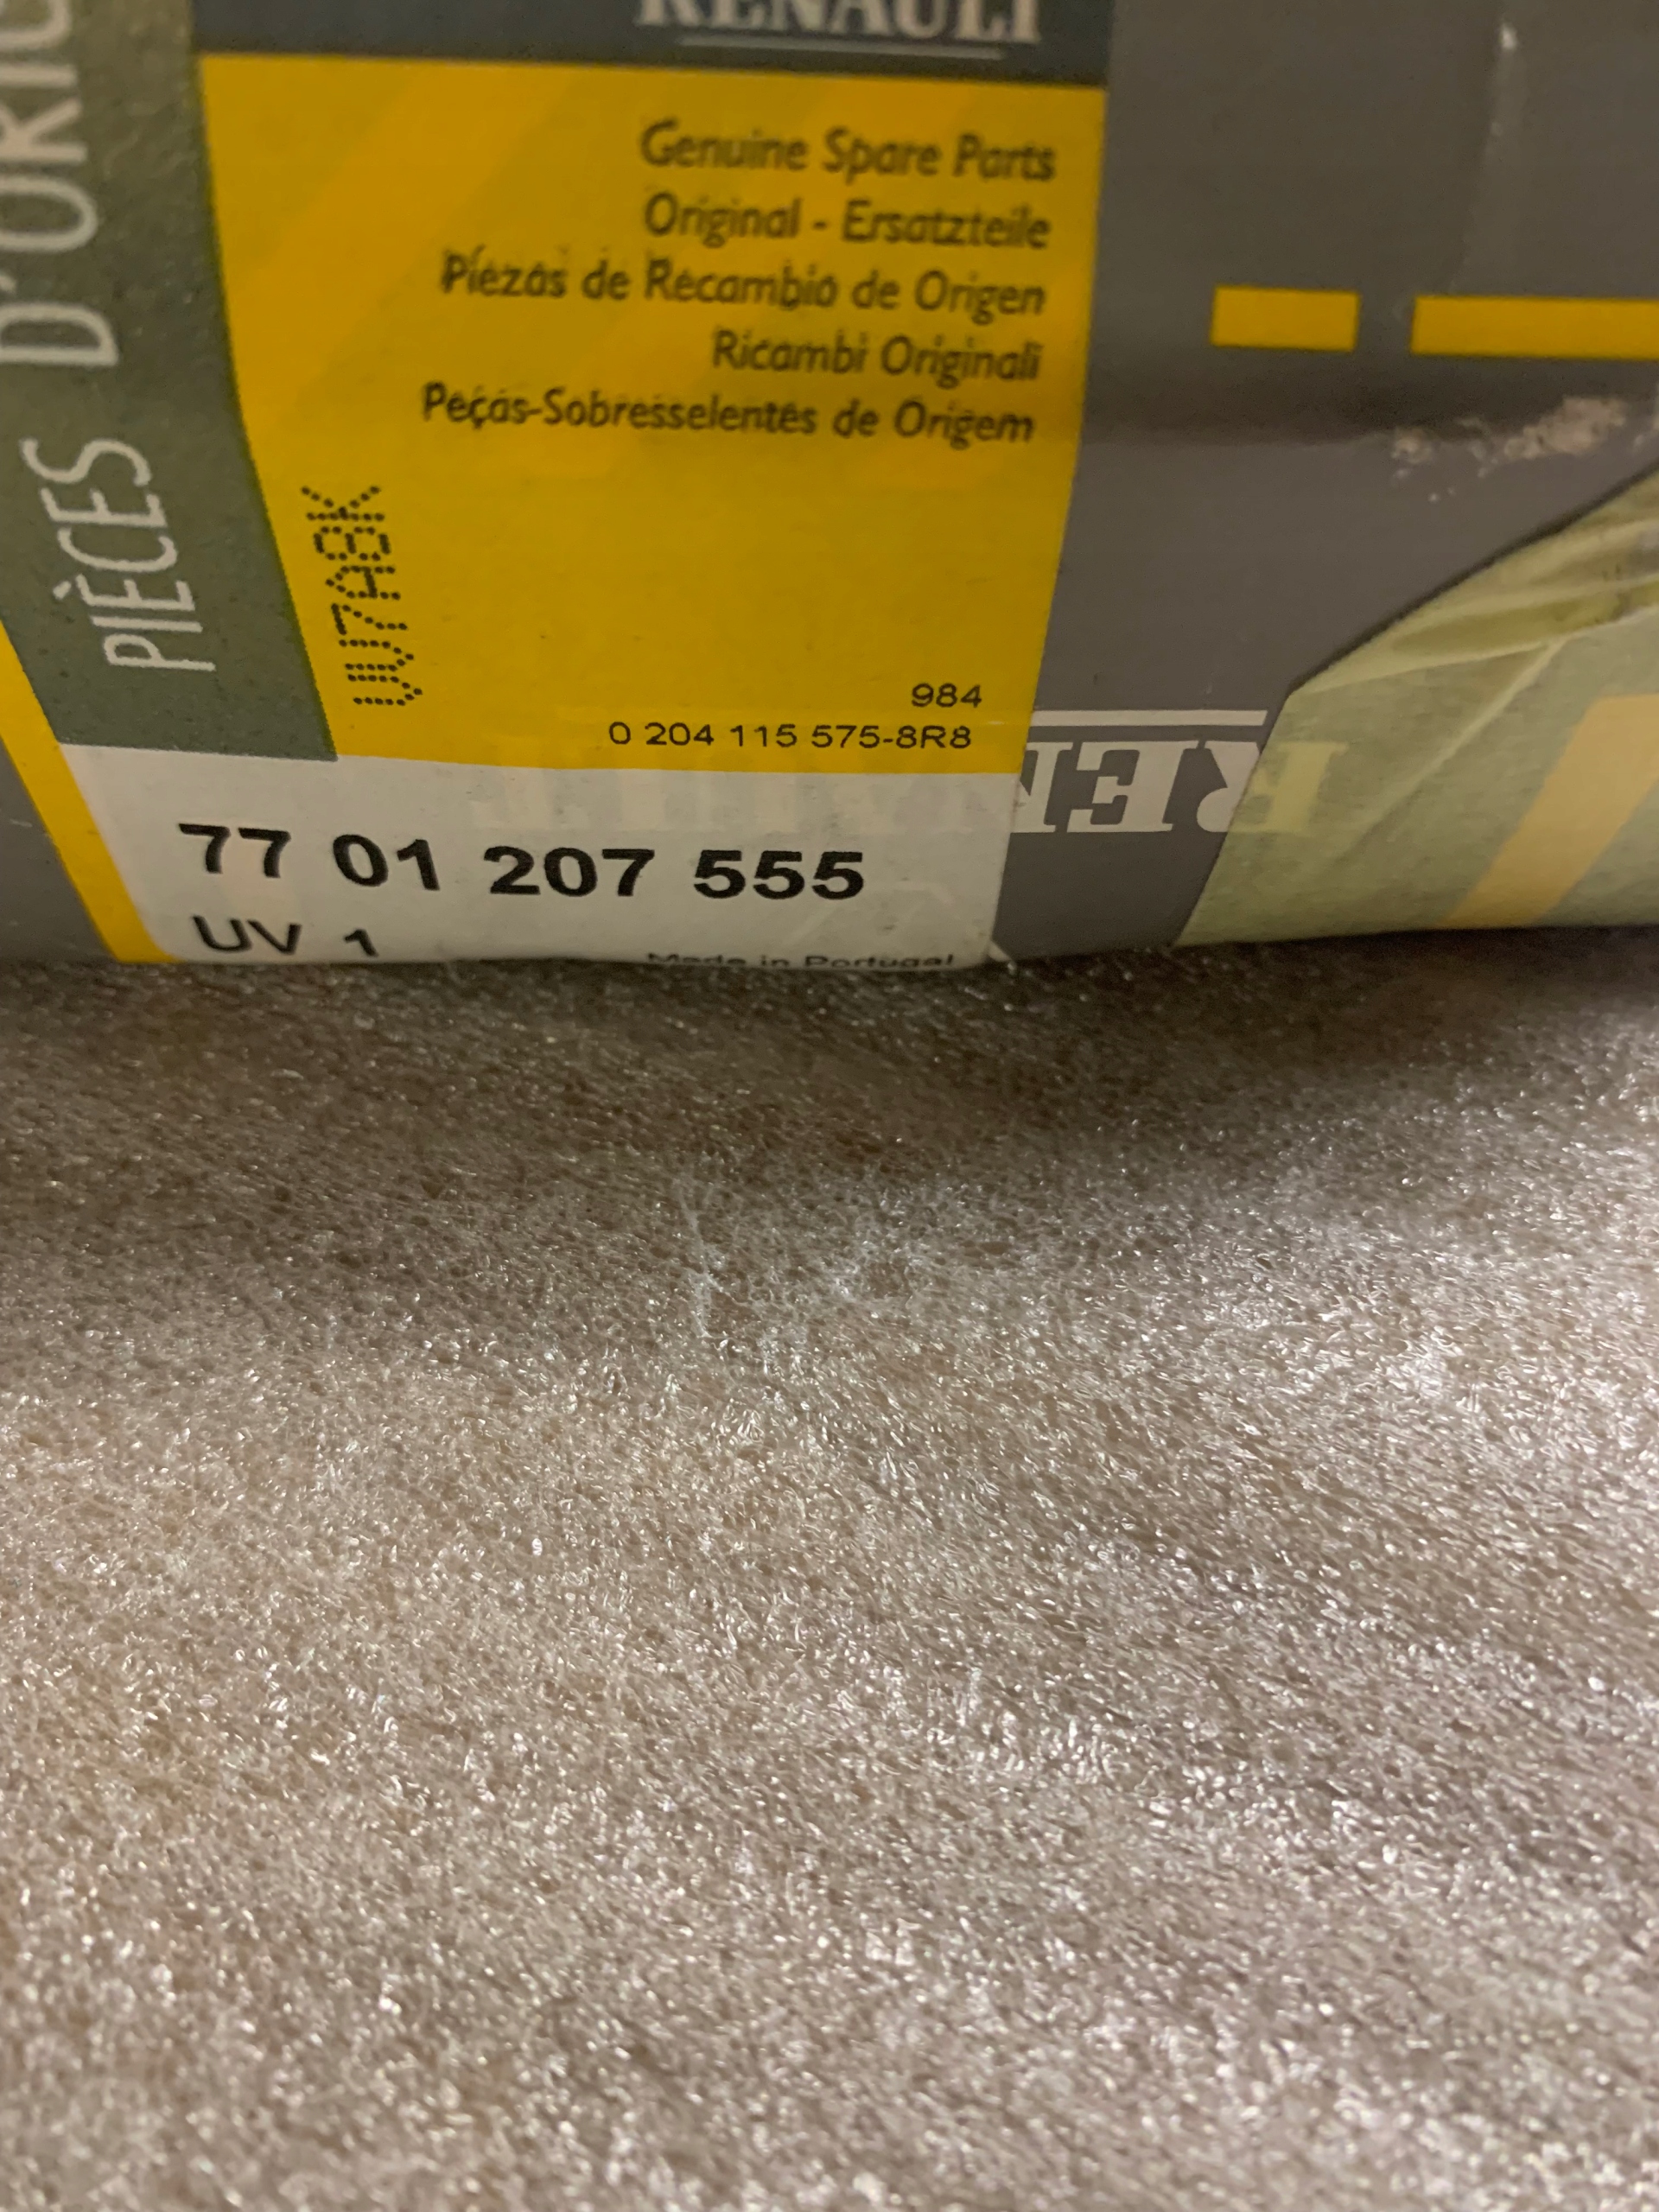 RENAULT
Genuine Spare Parts
Original - Ersatzteile
Piezas de Recambio de Origen
Ricambi Originali
Peças-Sobresselentes de Origem
PIÈCES D'ORIG
984
0 204 115 575-8R8
77 01 207 555
UV 1
Made in Portugal